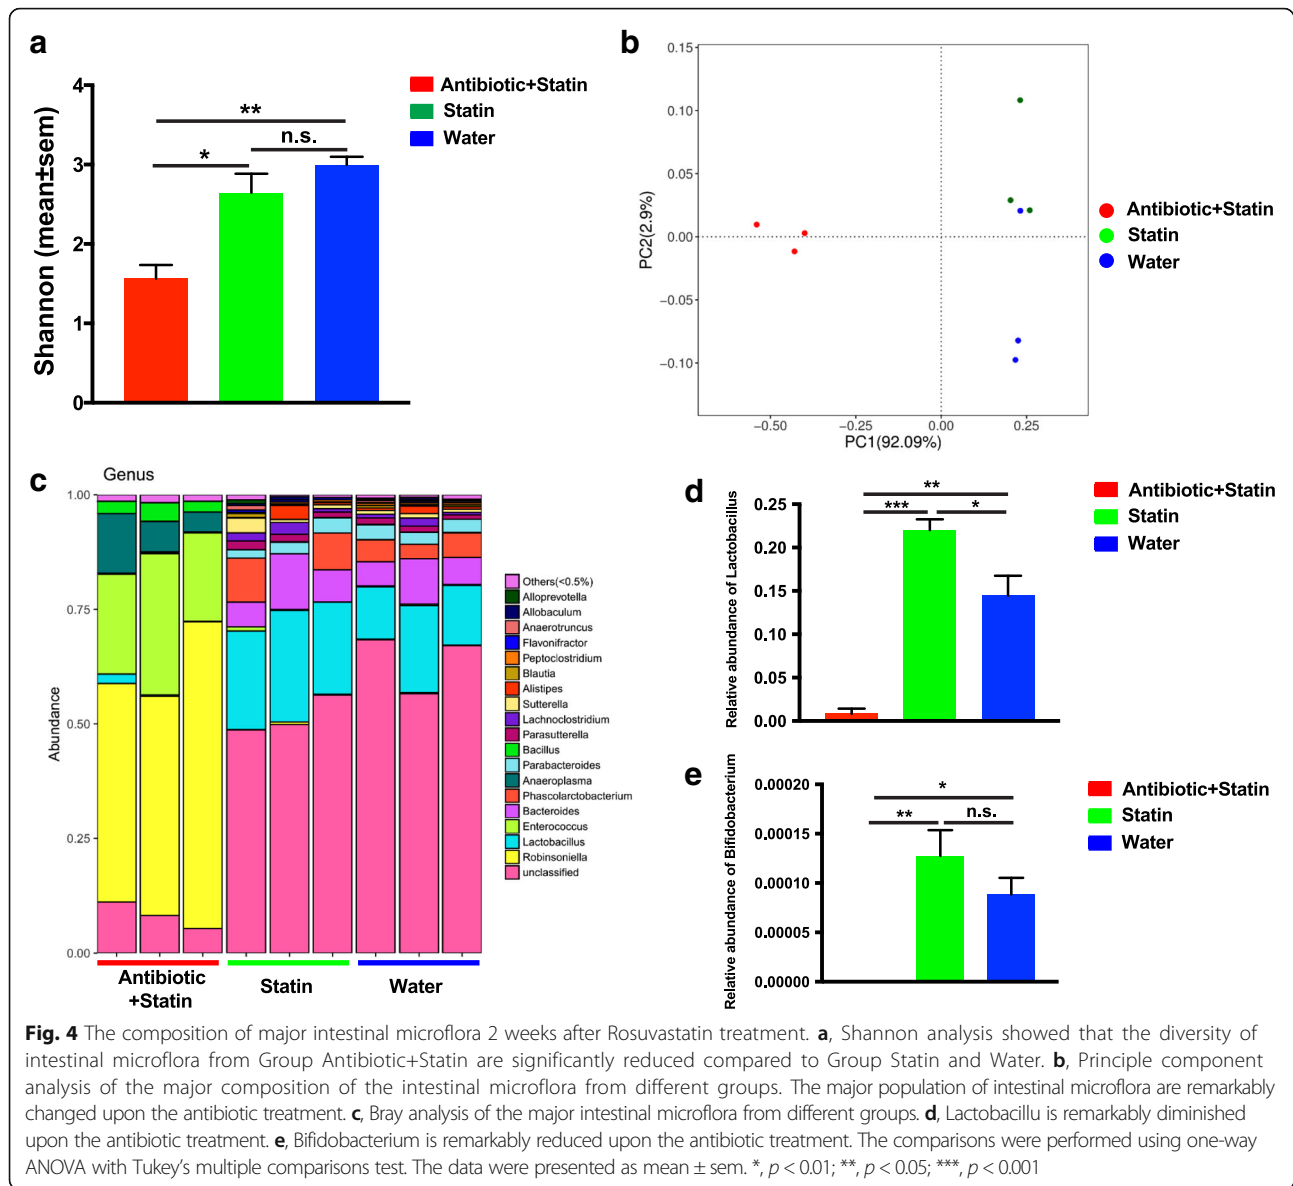 a
Shannon (mean±sem)
4
3
2
1
0
**
n.s.
*
Antibiotic+Statin
Statin
Water
b
0.15
0.10
0.05
0.00
−0.05
−0.10
PC2(2.9%)
−0.50
−0.25
0.00
0.25
PC1(92.09%)
Antibiotic+Statin
Statin
Water
c
Genus
1.00
0.75
0.50
0.25
0.00
Abundance
Antibiotic
+Statin
Statin
Water
Others(<0.5%)
Alloprevotella
Allobaculum
Anaerotruncus
Flavonifractor
Peptoclostridium
Blautia
Alistipes
Sutterella
Lachnoclostridium
Parasutterella
Bacillus
Parabacteroides
Anaeroplasma
Phascolarctobacterium
Bacteroides
Enterococcus
Lactobacillus
Robinsoniella
unclassified
d
Relative abundance of Lactobacillus
0.25
0.20
0.15
0.10
0.05
0.00
**
***
*
Antibiotic+Statin
Statin
Water
e
Relative abundance of Bifidobacterium
0.00020
0.00015
0.00010
0.00005
0.00000
*
**
n.s.
Antibiotic+Statin
Statin
Water
Fig. 4 The composition of major intestinal microflora 2 weeks after Rosuvastatin treatment. a, Shannon analysis showed that the diversity of
intestinal microflora from Group Antibiotic+Statin are significantly reduced compared to Group Statin and Water. b, Principle component
analysis of the major composition of the intestinal microflora from different groups. The major population of intestinal microflora are remarkably
changed upon the antibiotic treatment. c, Bray analysis of the major intestinal microflora from different groups. d, Lactobacillu is remarkably diminished
upon the antibiotic treatment. e, Bifidobacterium is remarkably reduced upon the antibiotic treatment. The comparisons were performed using one-way
ANOVA with Tukey's multiple comparisons test. The data were presented as mean ± sem. *, p < 0.01; **, p < 0.05; ***, p < 0.001